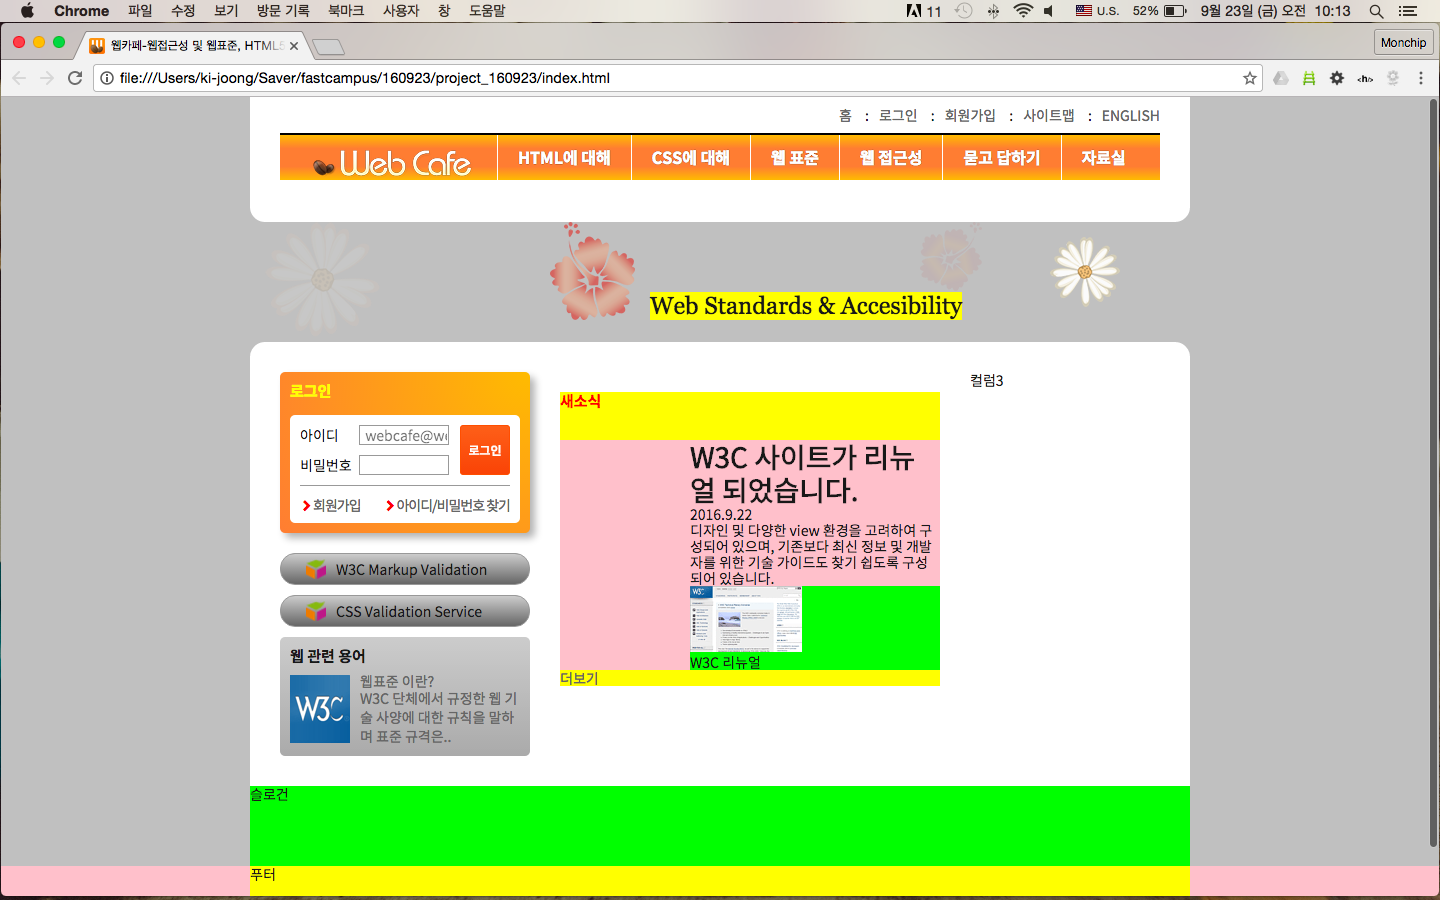 Chrome 파일 수정 보기 방문 기록 북마크 사용자 창 도움말 11 U.S. 52% 9월 23일 (금) 오전 10:13
웹카페-웹접근성 및 웹표준, HTML5 Monchip
file:///Users/ki-joong/Saver/fastcampus/160923/project_160923/index.html
홈 : 로그인 : 회원가입 : 사이트맵 : ENGLISH
Web Cafe HTML에 대해 CSS에 대해 웹 표준 웹 접근성 묻고 답하기 자료실
Web Standards & Accesibility
로그인
아이디 webcafe@we
비밀번호
로그인
회원가입 아이디/비밀번호 찾기
W3C Markup Validation
CSS Validation Service
웹 관련 용어
W3C
웹표준 이란?
W3C 단체에서 규정한 웹 기
술 사양에 대한 규칙을 말하
며 표준 규격은..
새소식
W3C 사이트가 리뉴
얼 되었습니다.
2016.9.22
디자인 및 다양한 view 환경을 고려하여 구
성되어 있으며, 기존보다 최신 정보 및 개발
자를 위한 기술 가이드도 찾기 쉽도록 구성
되어 있습니다.
W3C
W3C 리뉴얼
더보기
컬럼3
슬로건
푸터